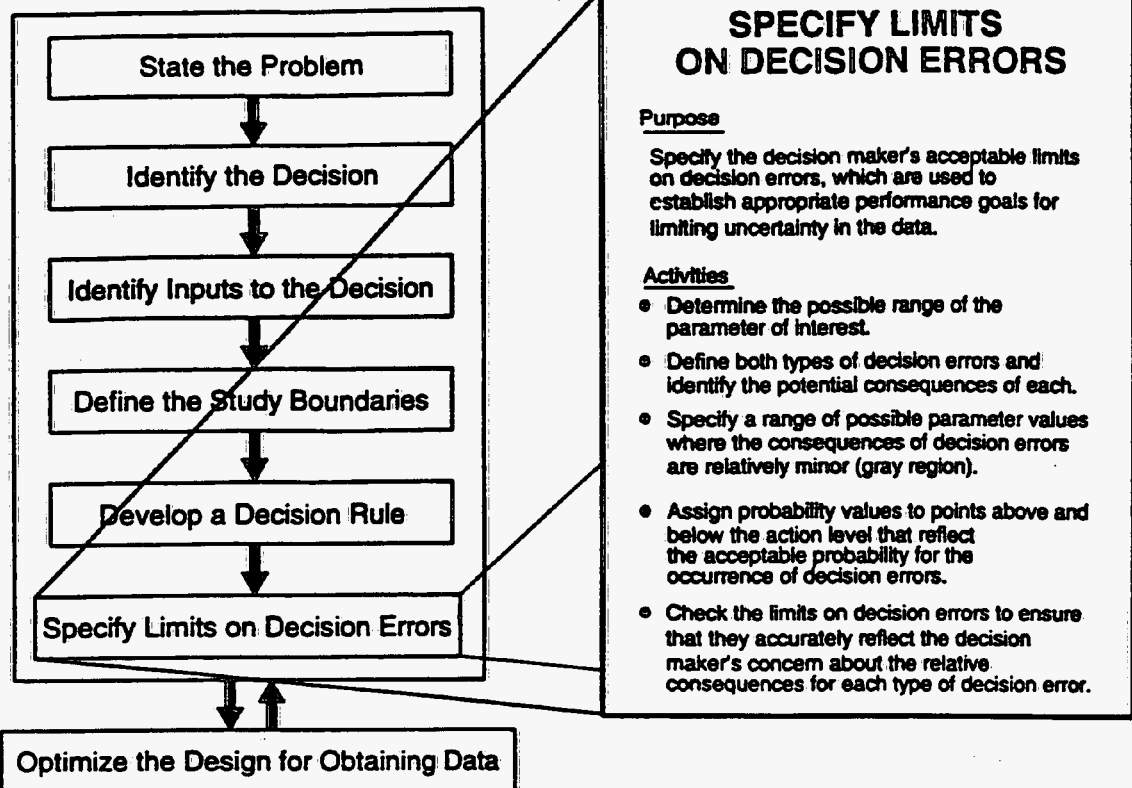 State the Problem
Identify the Decision
Identify Inputs to the Decision
Define the Study Boundaries
Develop a Decision Rule
Specify Limits on Decision Errors
Optimize the Design for Obtaining Data
SPECIFY LIMITS
ON DECISION ERRORS
Purpose
Specify the decision maker's acceptable limits
on decision errors, which are used to
establish appropriate performance goals for
limiting uncertainty in the data.
Activities
• Determine the possible range of the
parameter of interest.
• Define both types of decision errors and
identify the potential consequences of each.
• Specify a range of possible parameter values
where the consequences of decision errors
are relatively minor (gray region).
• Assign probability values to points above and
below the action level that reflect
the acceptable probability for the
occurrence of decision errors.
• Check the limits on decision errors to ensure
that they accurately reflect the decision
maker's concern about the relative
consequences for each type of decision error.